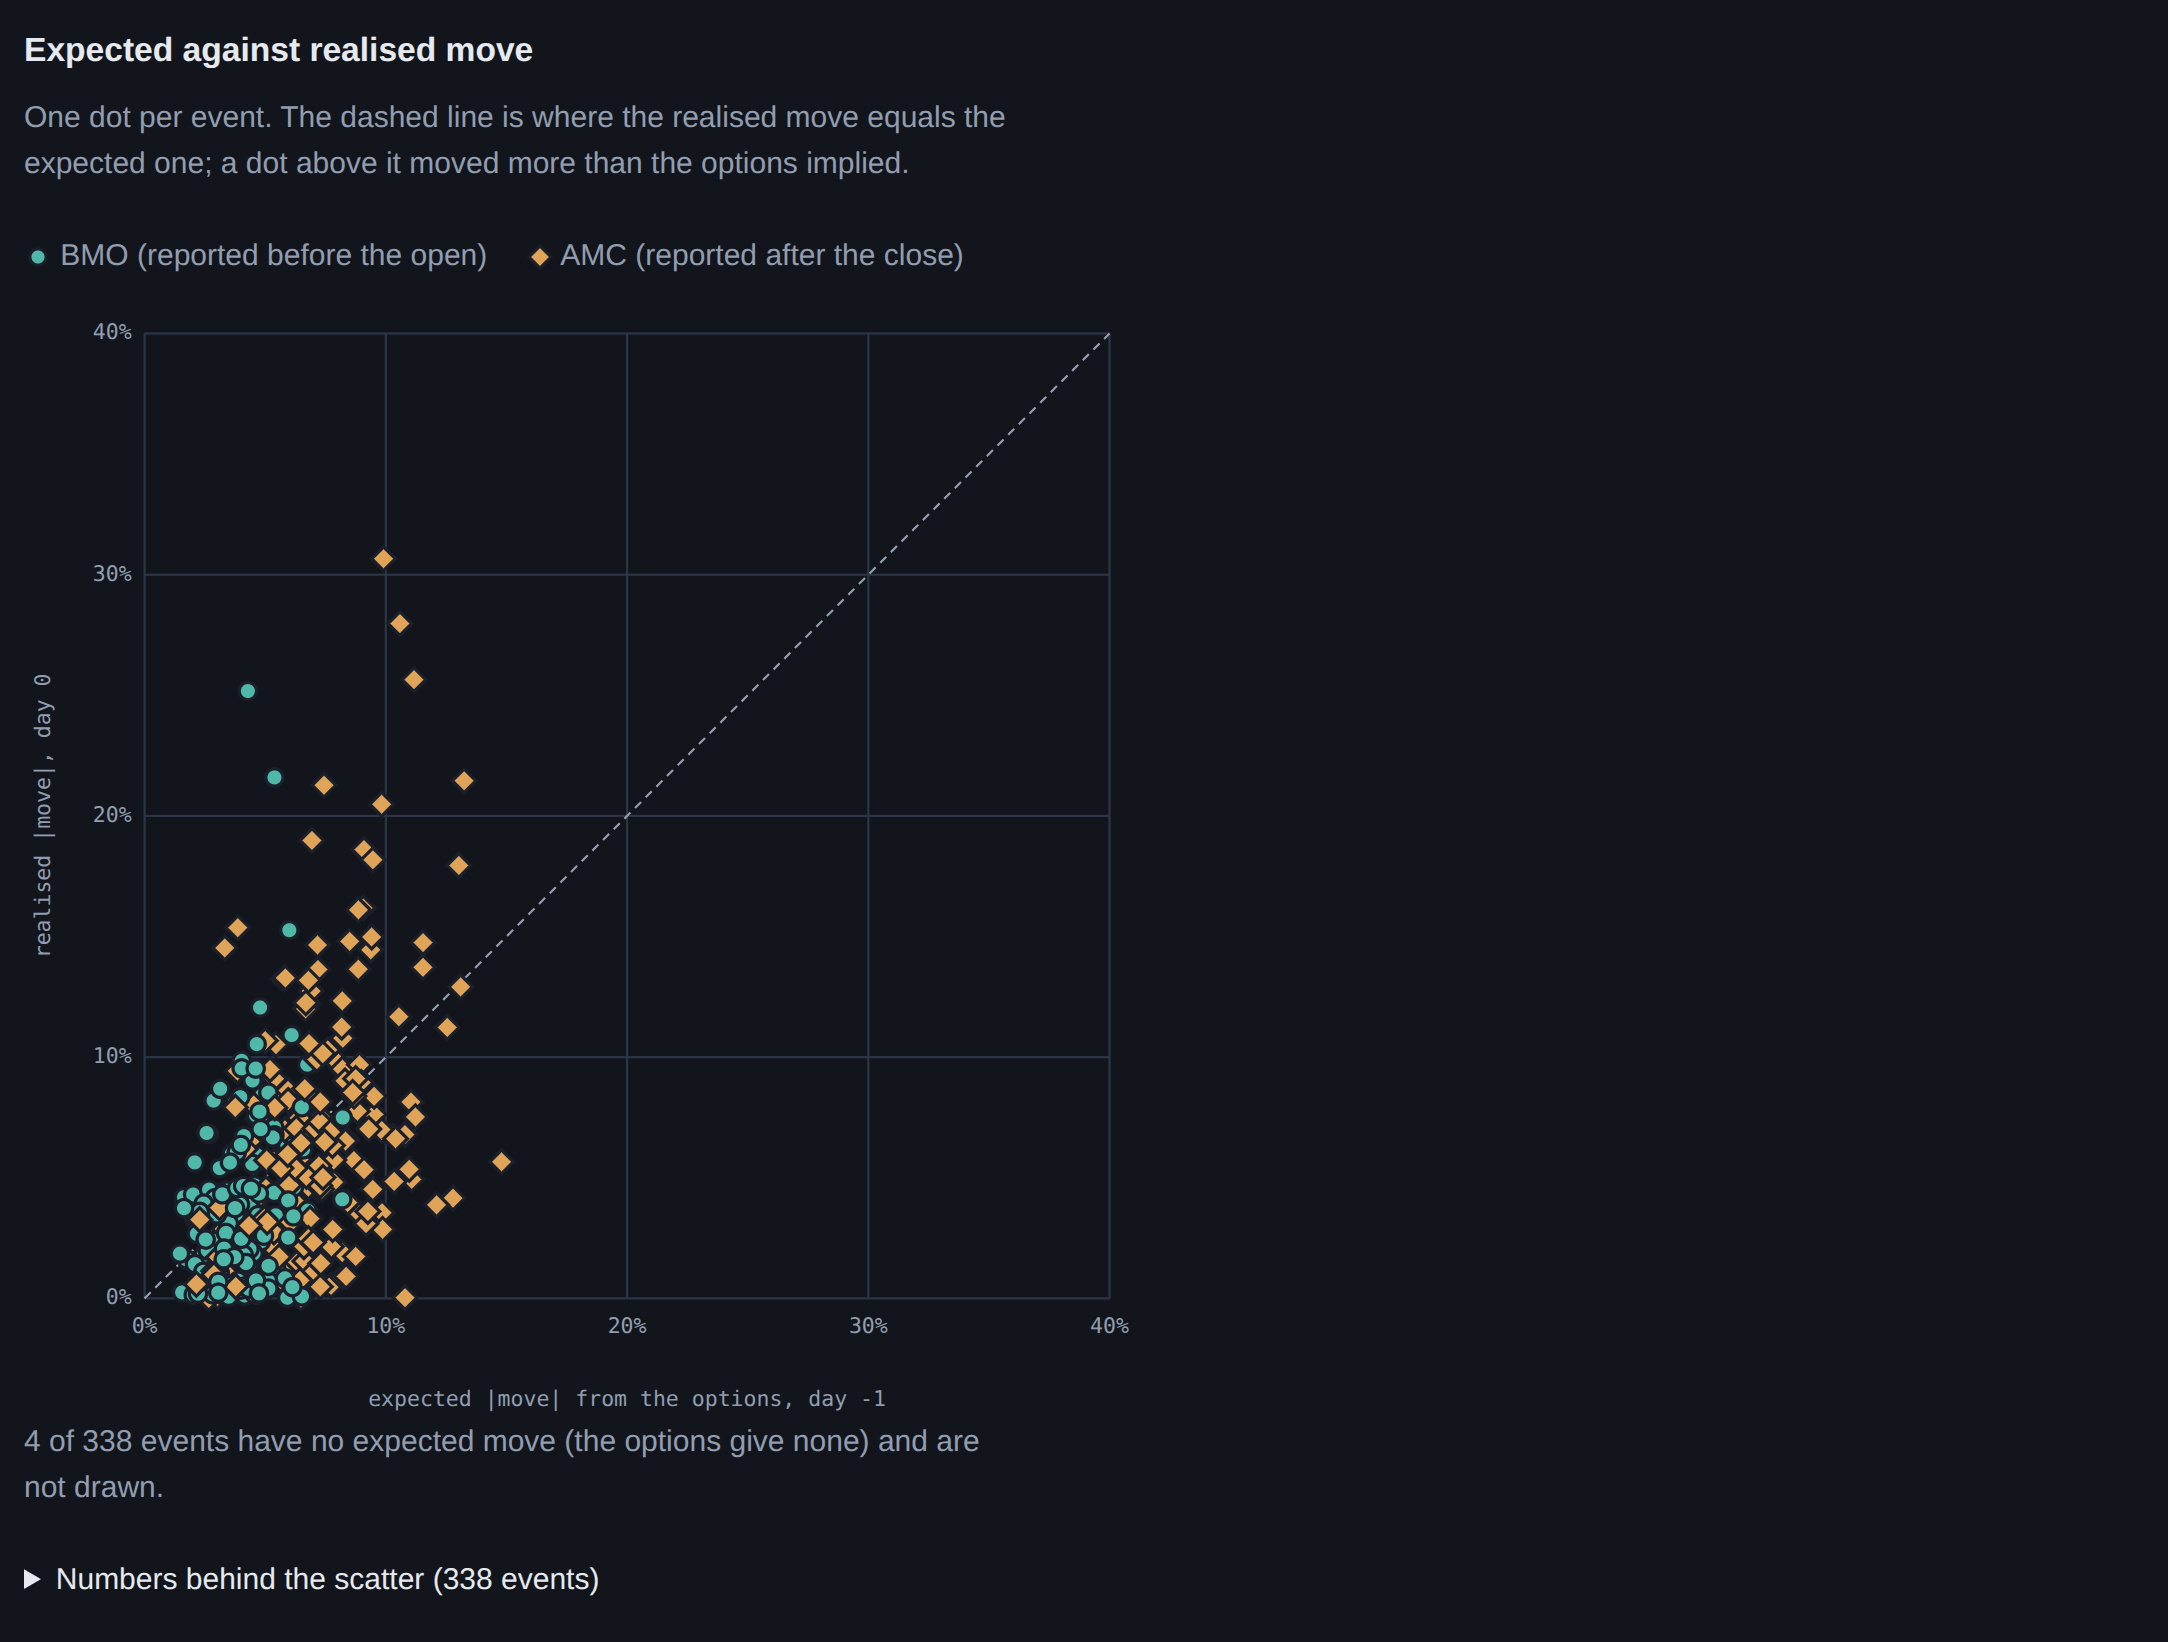 Expected against realised move
One dot per event. The dashed line is where the realised move equals the
expected one; a dot above it moved more than the options implied.
BMO (reported before the open) AMC (reported after the close)
40%
30%
20%
10%
0%
realised |move|, day 0
0% 10% 20% 30% 40%
expected |move| from the options, day -1
4 of 338 events have no expected move (the options give none) and are
not drawn.
Numbers behind the scatter (338 events)